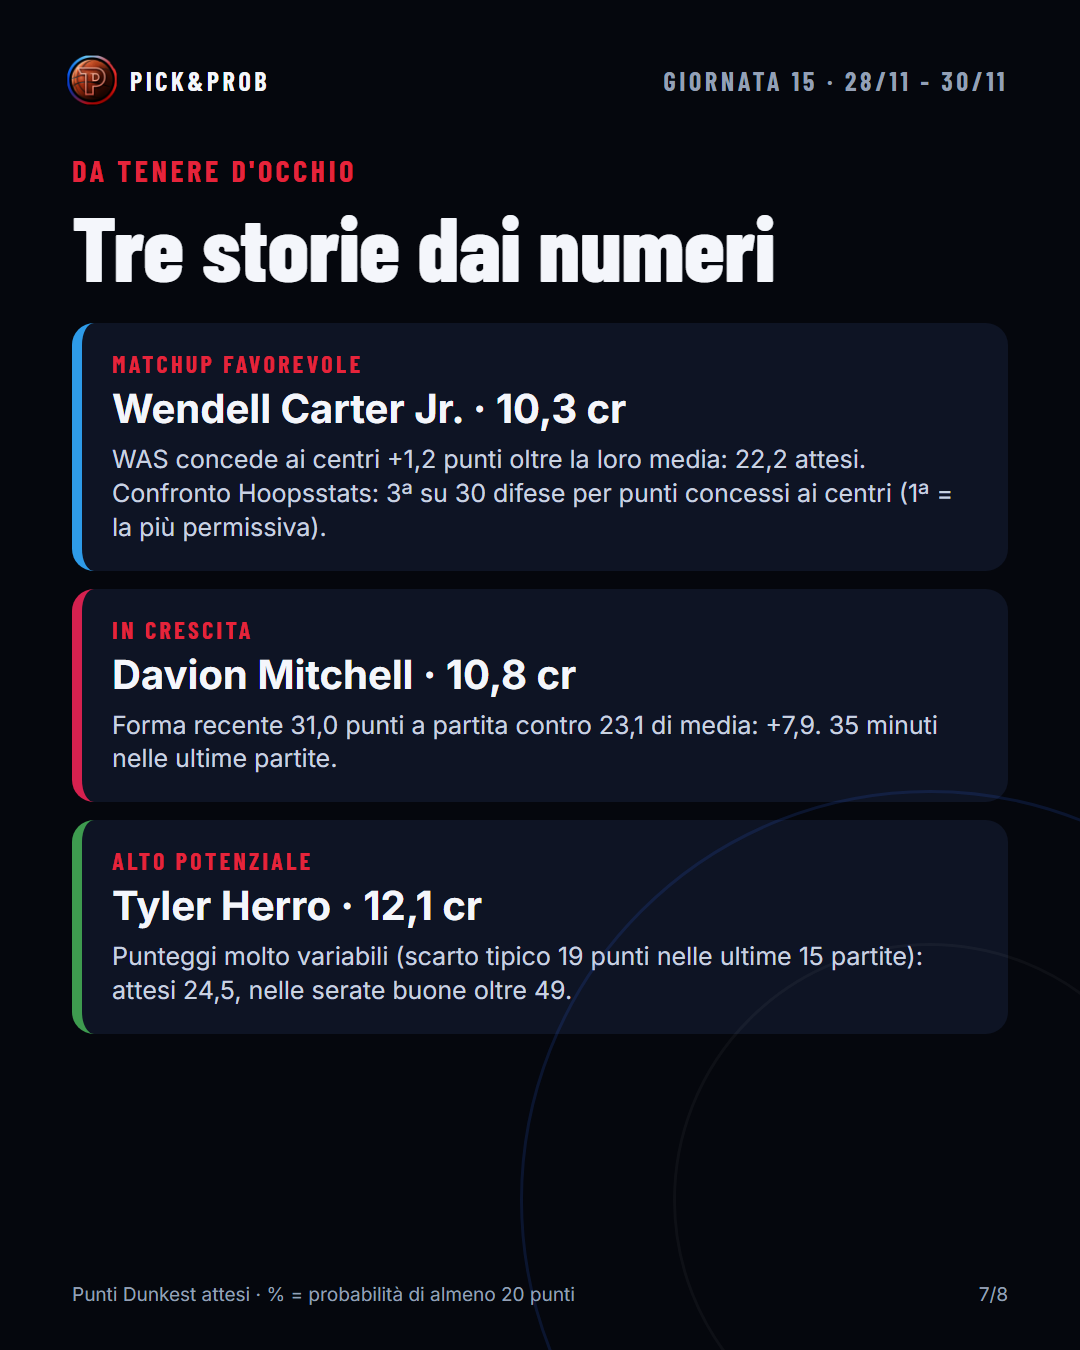 PICK&PROB
GIORNATA 15 · 28/11 - 30/11
DA TENERE D'OCCHIO
Tre storie dai numeri
MATCHUP FAVOREVOLE
Wendell Carter Jr. · 10,3 cr
WAS concede ai centri +1,2 punti oltre la loro media: 22,2 attesi.
Confronto Hoopsstats: 3ª su 30 difese per punti concessi ai centri (1ª =
la più permissiva).
IN CRESCITA
Davion Mitchell · 10,8 cr
Forma recente 31,0 punti a partita contro 23,1 di media: +7,9. 35 minuti
nelle ultime partite.
ALTO POTENZIALE
Tyler Herro · 12,1 cr
Punteggi molto variabili (scarto tipico 19 punti nelle ultime 15 partite):
attesi 24,5, nelle serate buone oltre 49.
Punti Dunkest attesi · % = probabilità di almeno 20 punti
7/8